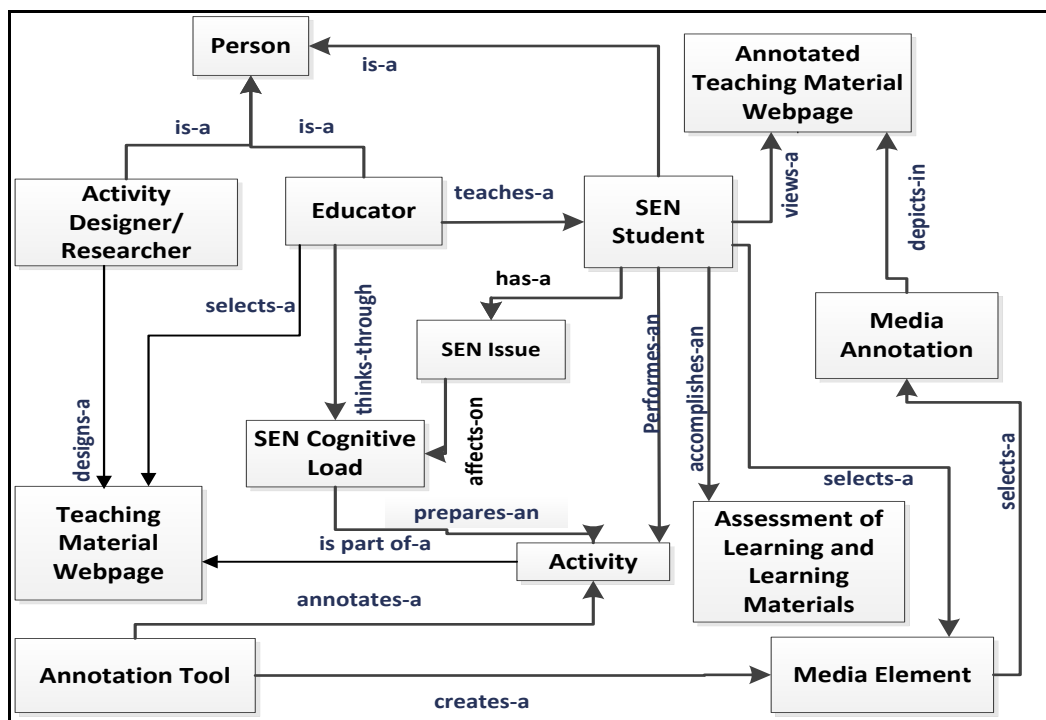 Person
is-a
Annotated
Teaching Material
Webpage
is-a
is-a
views-a
depicts-in
Activity
Designer/
Researcher
Educator
teaches-a
SEN
Student
has-a
selects-a
thinks-through
SEN Issue
Media
Annotation
Performes-an
accomplishes-an
designs-a
affects-on
SEN Cognitive
Load
selects-a
selects-a
prepares-an
Teaching
Material
Webpage
is part of-a
Activity
Assessment of
Learning and
Learning
Materials
annotates-a
Annotation Tool
Media Element
creates-a